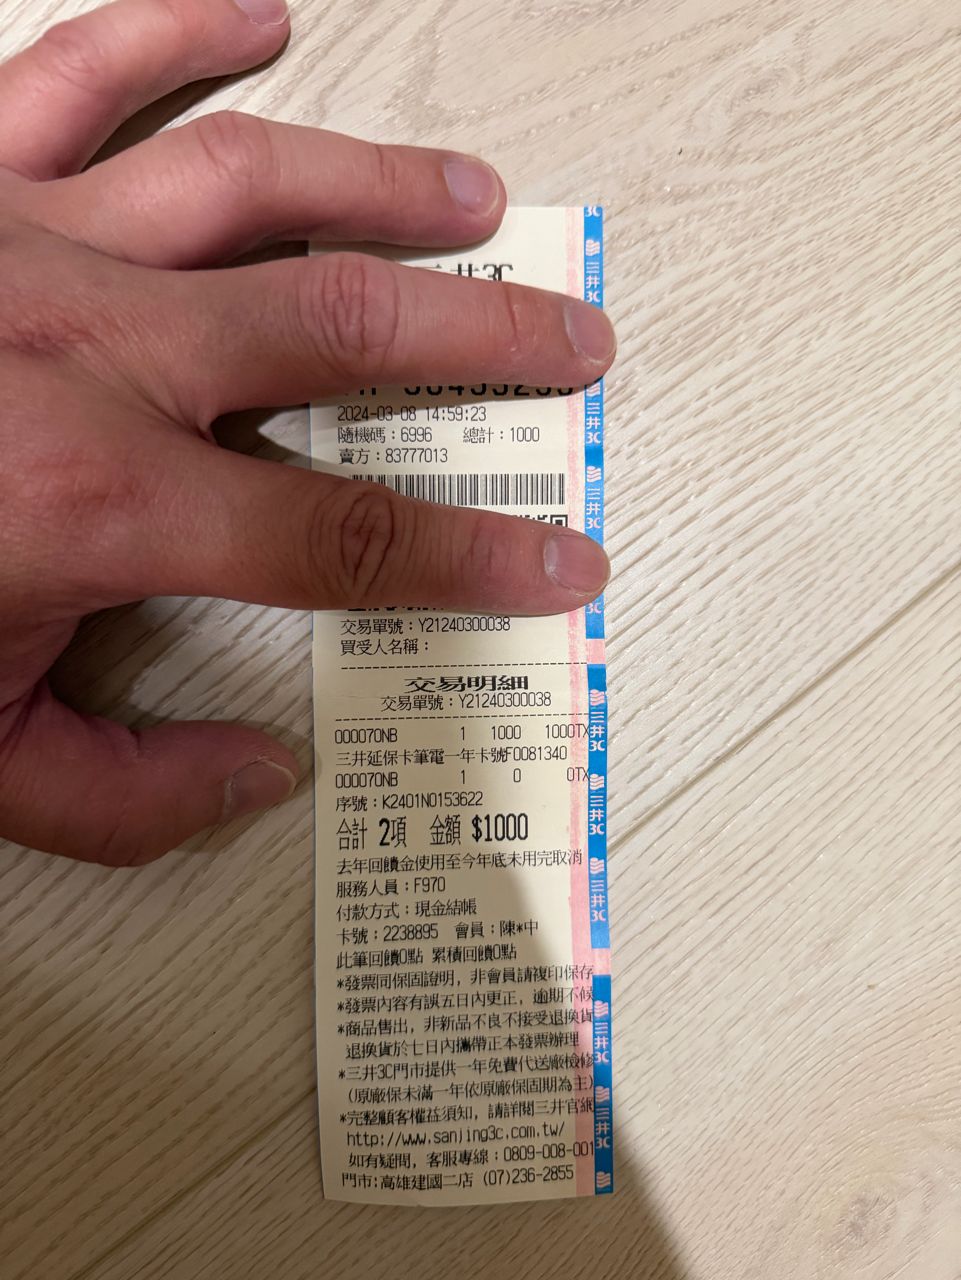 三井3C
2024-03-08 14:59:23
隨機碼：6996 總計：1000
賣方：83777013
交易單號：Y21240300038
買受人名稱：
交易明細
交易單號：Y21240300038
000070NB 1 1000 1000TX
三井延保卡筆電一年卡號F0081340
000070NB 1 0 0TX
序號：K2401N0153622
合計 2項 金額 $1000
去年回饋金使用至今年底未用完取消
服務人員：F970
付款方式：現金結帳
卡號：2238895 會員：陳*中
此筆回饋0點 累積回饋0點
*發票同保固證明，非會員請複印保存
*發票內容有誤五日內更正，逾期不候
*商品售出，非新品不良不接受退換貨
退換貨於七日內攜帶正本發票辦理
*三井3C門市提供一年免費代送廠檢修
(原廠保未滿一年依原廠保固期為主)
*完整顧客權益須知，請詳閱三井官網
http://www.sanjing3c.com.tw/
如有疑問，客服專線：0809-008-001
門市:高雄建國二店 (07)236-2855